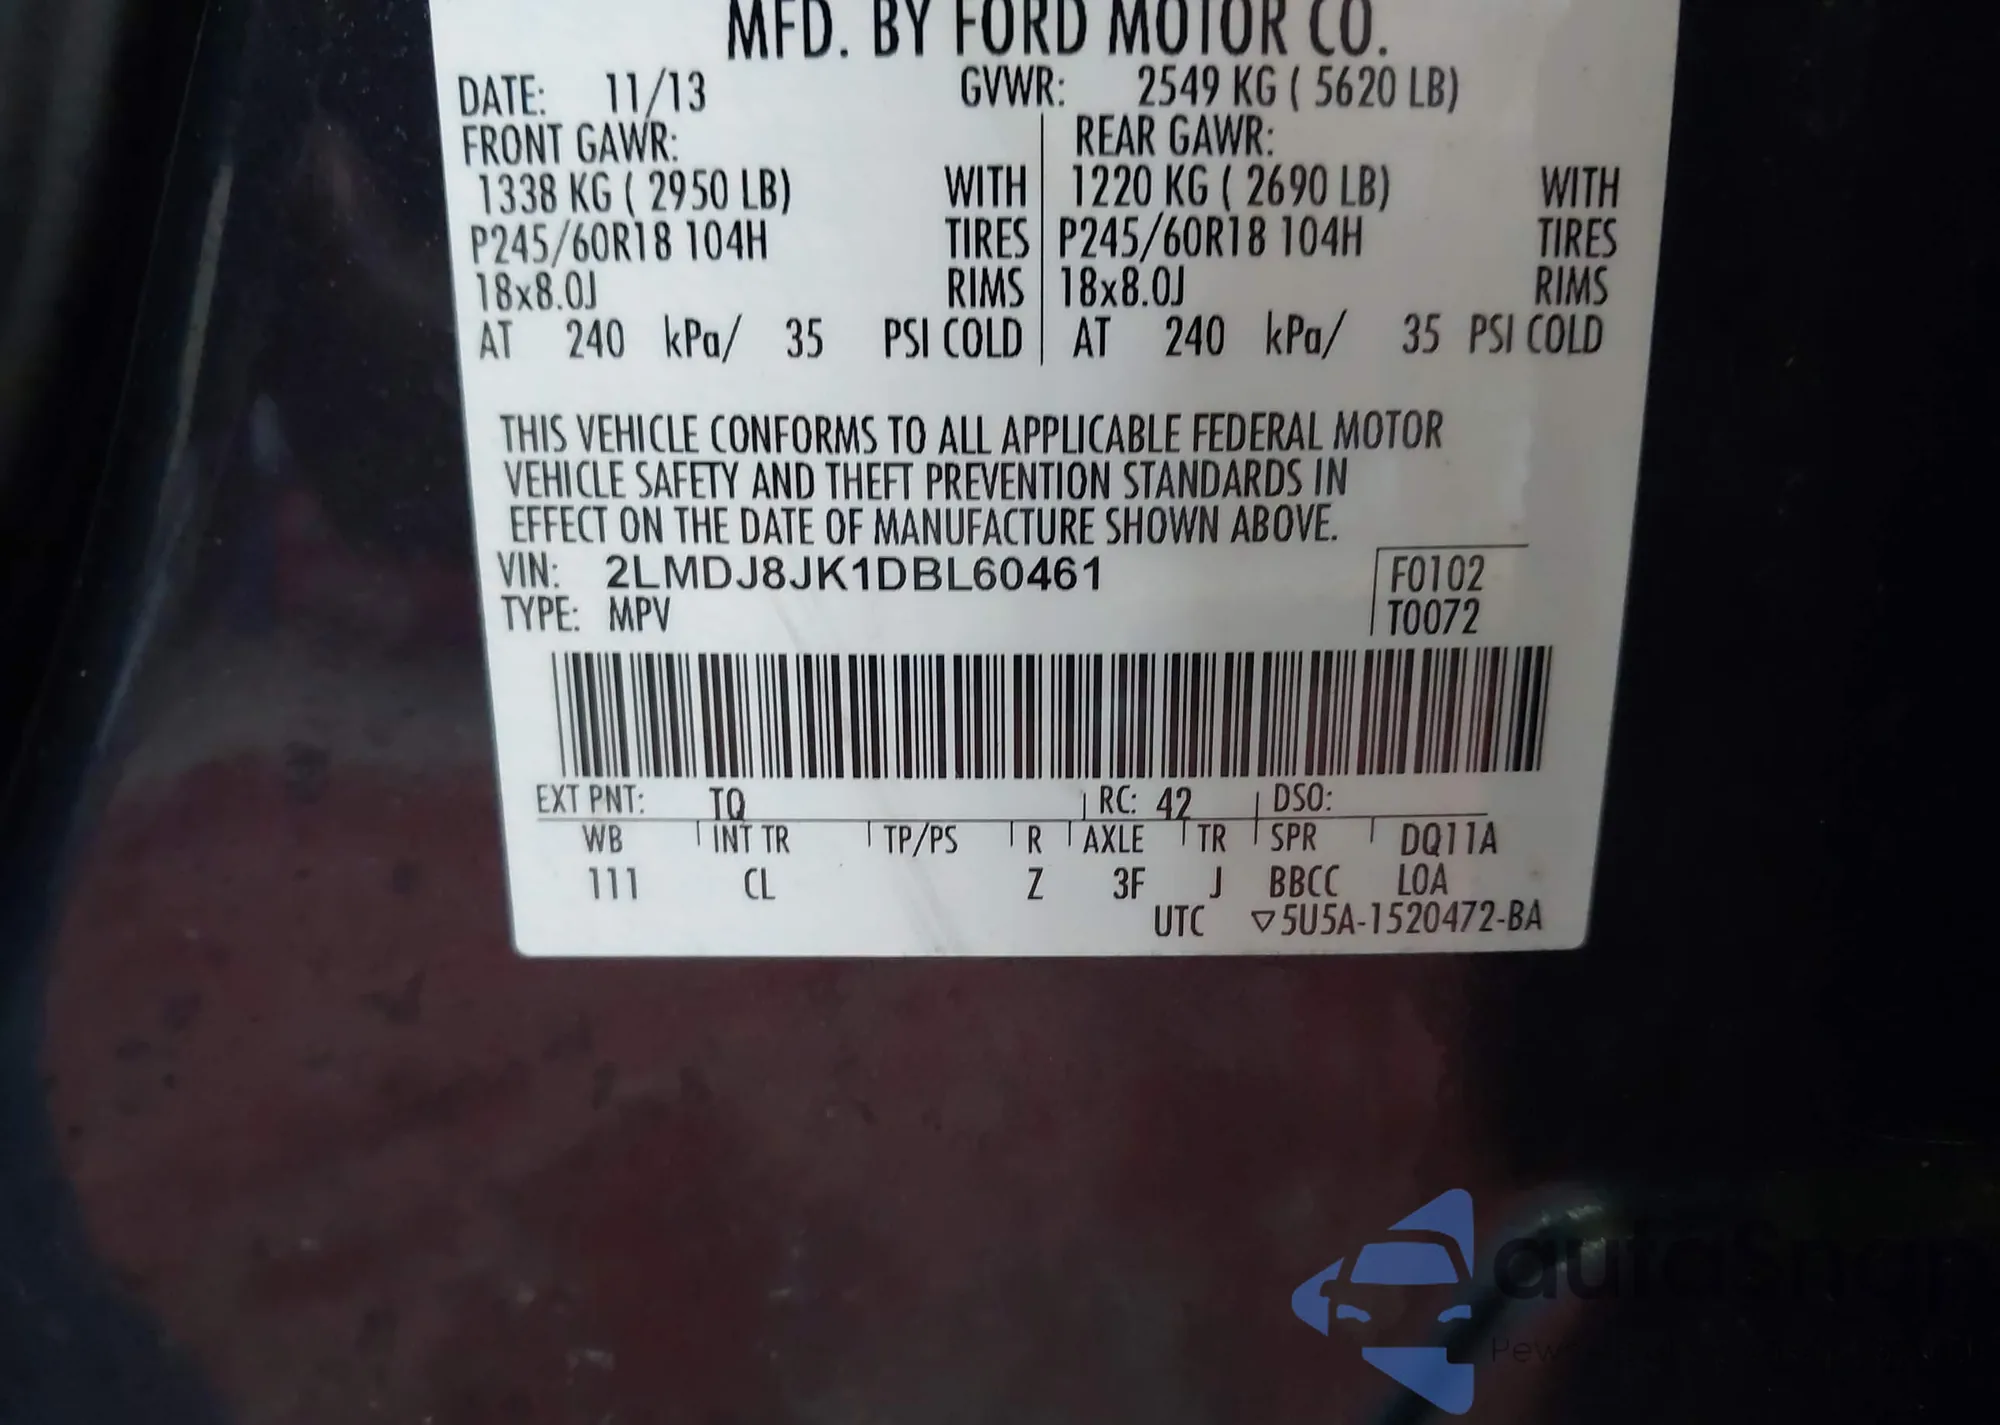 MFD. BY FORD MOTOR CO.
DATE: 11/13 GVWR: 2549 KG ( 5620 LB)
FRONT GAWR: REAR GAWR:
1338 KG ( 2950 LB) WITH 1220 KG ( 2690 LB) WITH
P245/60R18 104H TIRES P245/60R18 104H TIRES
18x8.0J RIMS 18x8.0J RIMS
AT 240 kPa/ 35 PSI COLD AT 240 kPa/ 35 PSI COLD
THIS VEHICLE CONFORMS TO ALL APPLICABLE FEDERAL MOTOR
VEHICLE SAFETY AND THEFT PREVENTION STANDARDS IN
EFFECT ON THE DATE OF MANUFACTURE SHOWN ABOVE.
VIN: 2LMDJ8JK1DBL60461 F0102
TYPE: MPV T0072
EXT PNT: TQ RC: 42 DSO:
WB INT TR TP/PS R AXLE TR SPR DQ11A
111 CL Z 3F J BBCC LOA
UTC ▽5U5A-1520472-BA